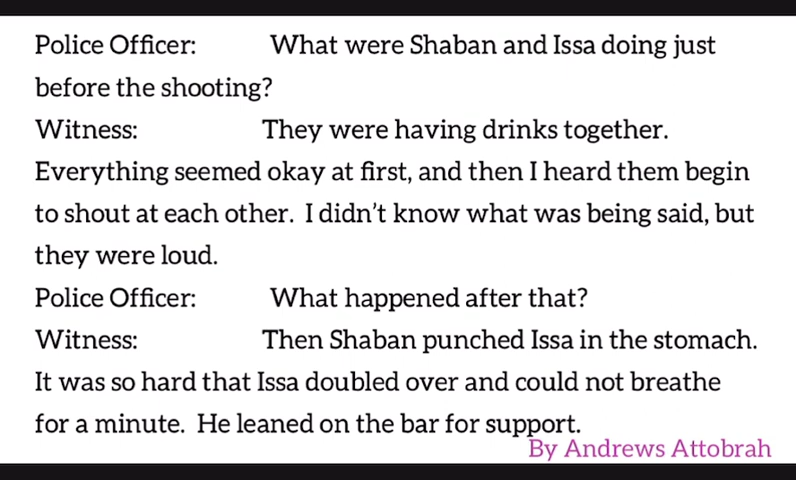 Police Officer: What were Shaban and Issa doing just
before the shooting?
Witness: They were having drinks together.
Everything seemed okay at first, and then I heard them begin
to shout at each other.  I didn't know what was being said, but
they were loud.
Police Officer: What happened after that?
Witness: Then Shaban punched Issa in the stomach.
It was so hard that Issa doubled over and could not breathe
for a minute.  He leaned on the bar for support.
By Andrews Attobrah